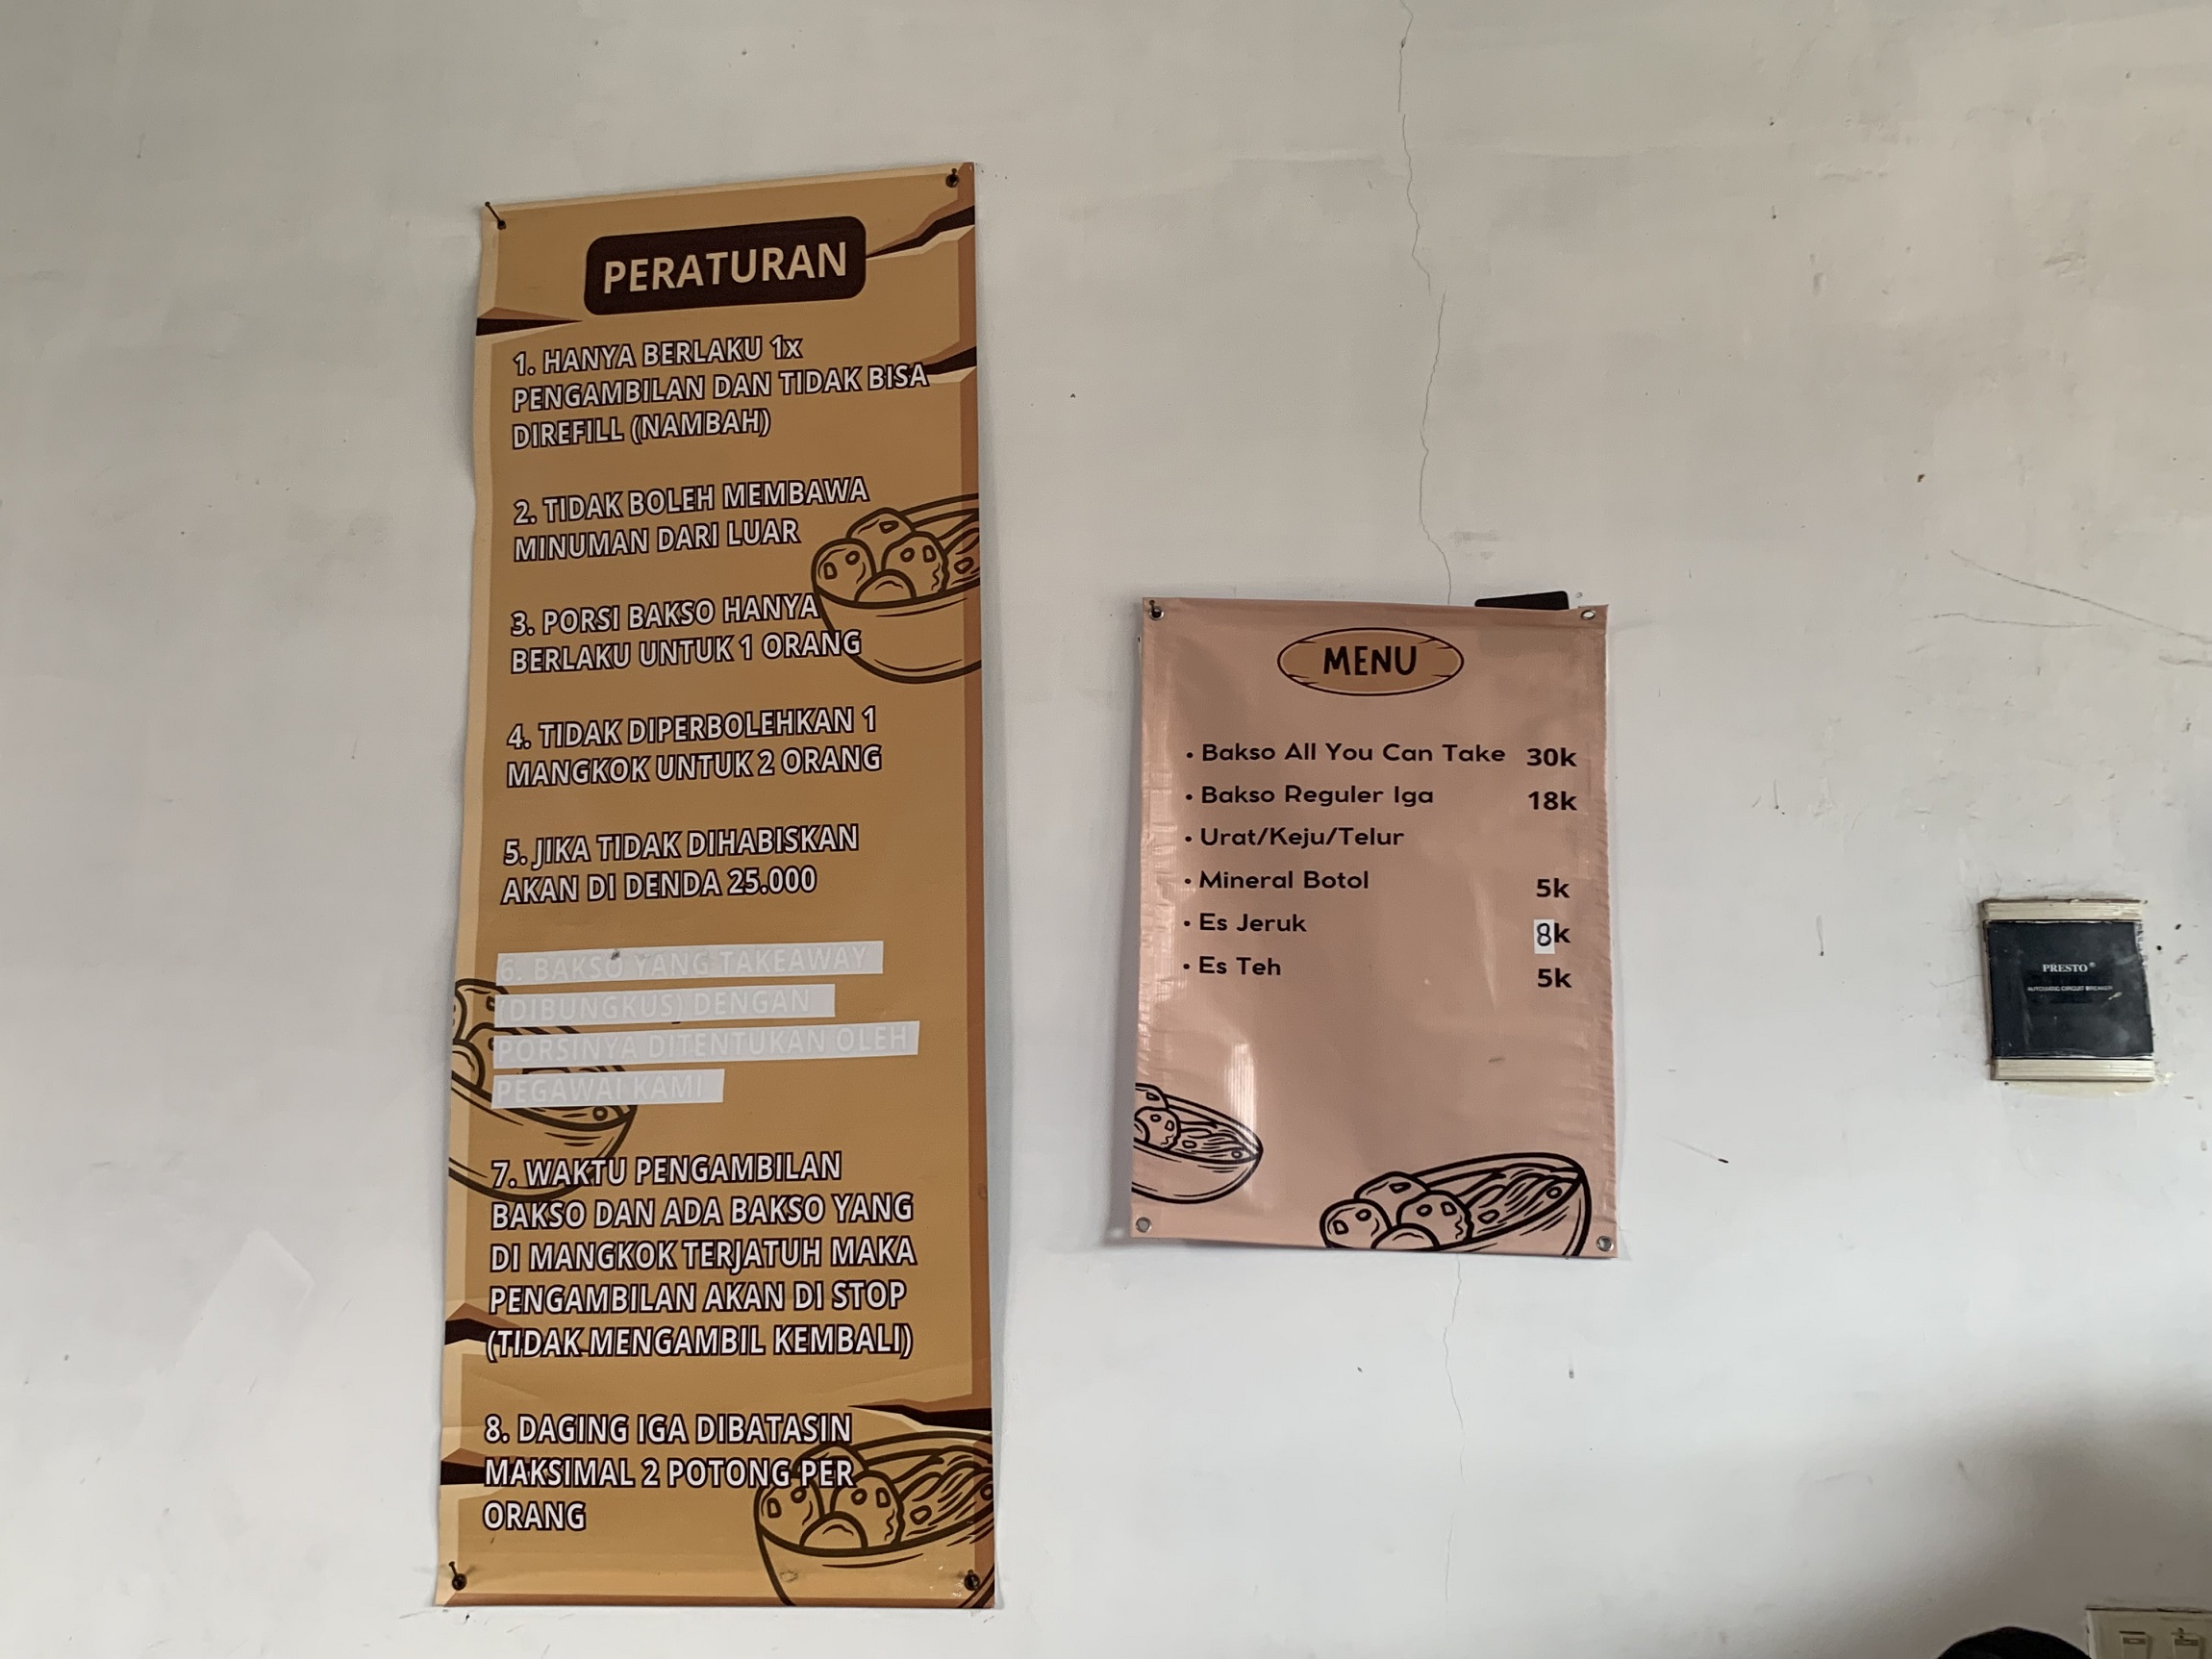 PERATURAN
1. HANYA BERLAKU 1x
PENGAMBILAN DAN TIDAK BISA
DIREFILL (NAMBAH)
2. TIDAK BOLEH MEMBAWA
MINUMAN DARI LUAR
3. PORSI BAKSO HANYA
BERLAKU UNTUK 1 ORANG
4. TIDAK DIPERBOLEHKAN 1
MANGKOK UNTUK 2 ORANG
5. JIKA TIDAK DIHABISKAN
AKAN DI DENDA 25.000
6. BAKSO YANG TAKEAWAY
(DIBUNGKUS) DENGAN
PORSINYA DITENTUKAN OLEH
PEGAWAI KAMI
7. WAKTU PENGAMBILAN
BAKSO DAN ADA BAKSO YANG
DI MANGKOK TERJATUH MAKA
PENGAMBILAN AKAN DI STOP
(TIDAK MENGAMBIL KEMBALI)
8. DAGING IGA DIBATASIN
MAKSIMAL 2 POTONG PER
ORANG
MENU
• Bakso All You Can Take 30k
• Bakso Reguler Iga 18k
• Urat/Keju/Telur
• Mineral Botol 5k
• Es Jeruk 8k
• Es Teh 5k
PRESTO®
AUTOMATIC CIRCUIT BREAKER